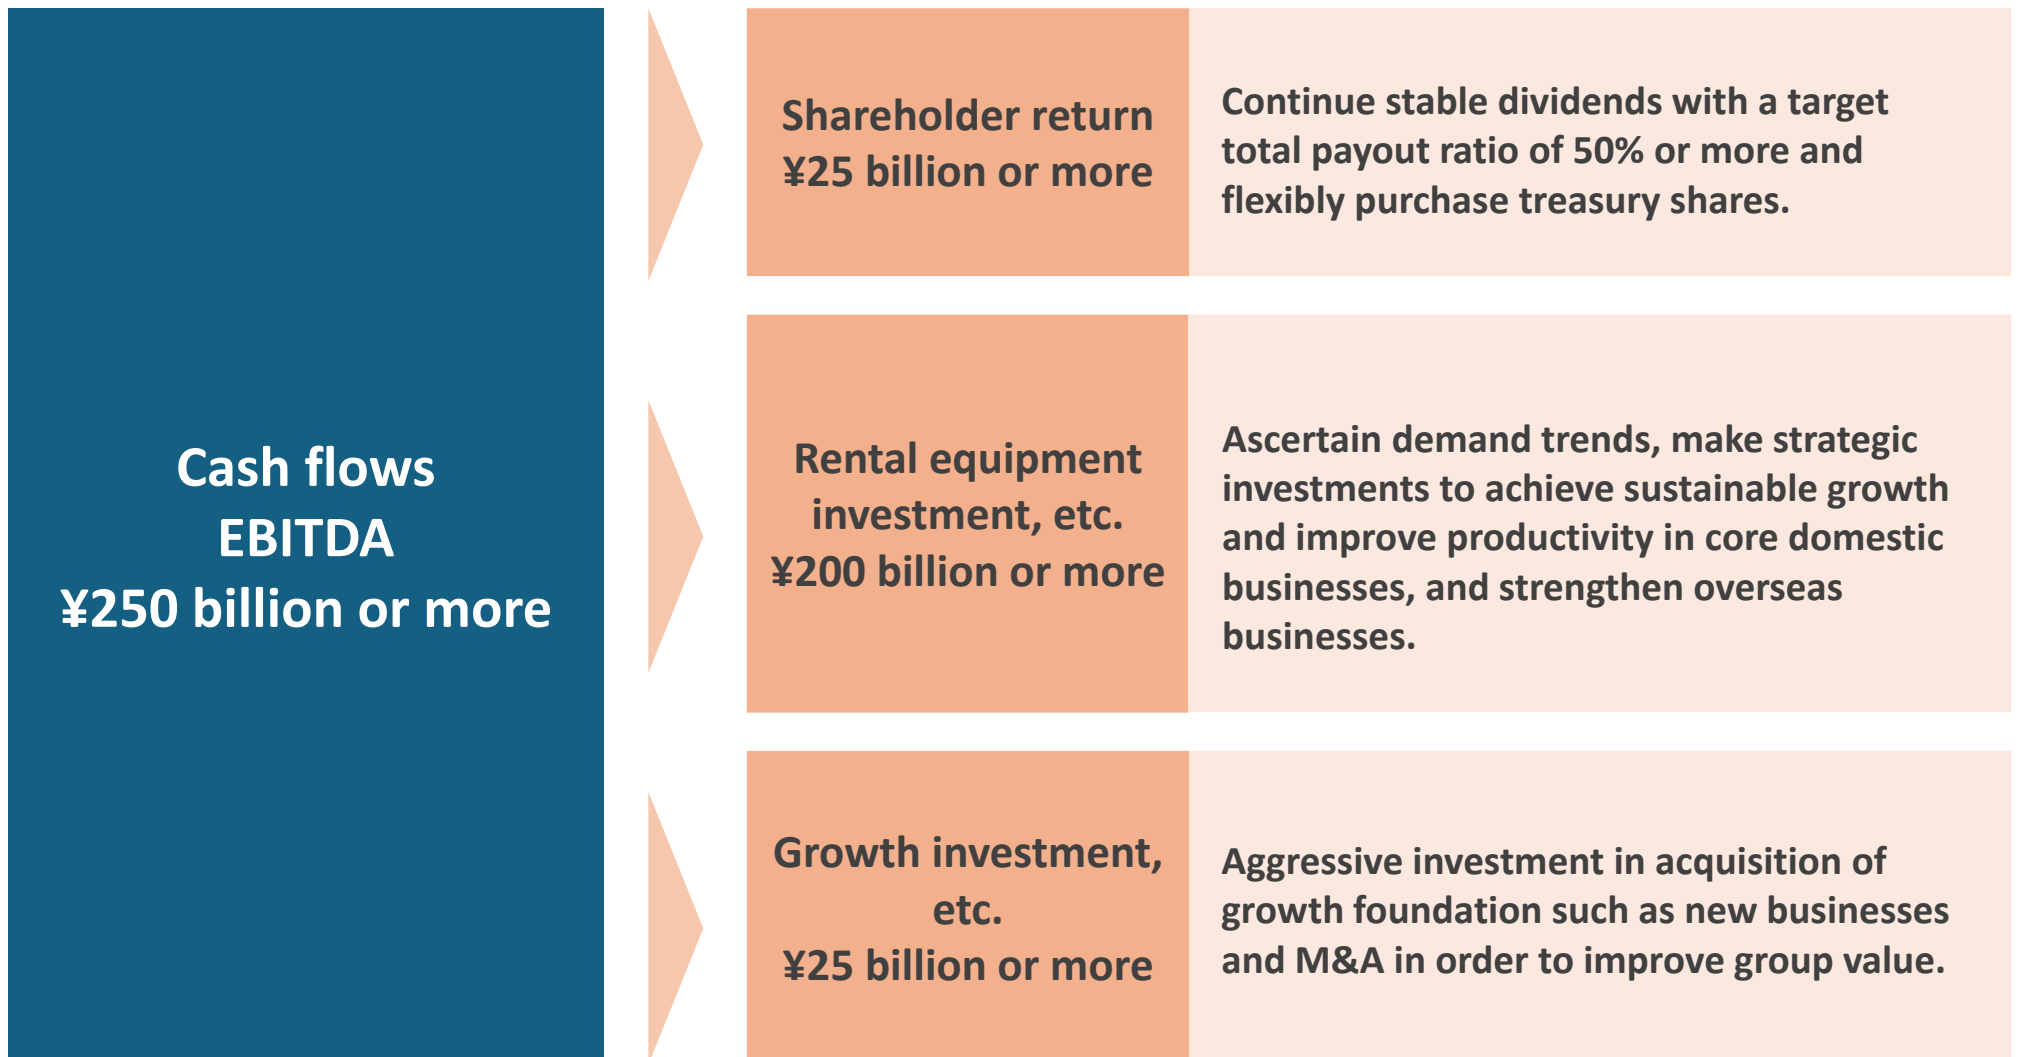 Cash flows
EBITDA
¥250 billion or more
Shareholder return
¥25 billion or more
Continue stable dividends with a target
total payout ratio of 50% or more and
flexibly purchase treasury shares.
Rental equipment
investment, etc.
¥200 billion or more
Ascertain demand trends, make strategic
investments to achieve sustainable growth
and improve productivity in core domestic
businesses, and strengthen overseas
businesses.
Growth investment,
etc.
¥25 billion or more
Aggressive investment in acquisition of
growth foundation such as new businesses
and M&A in order to improve group value.